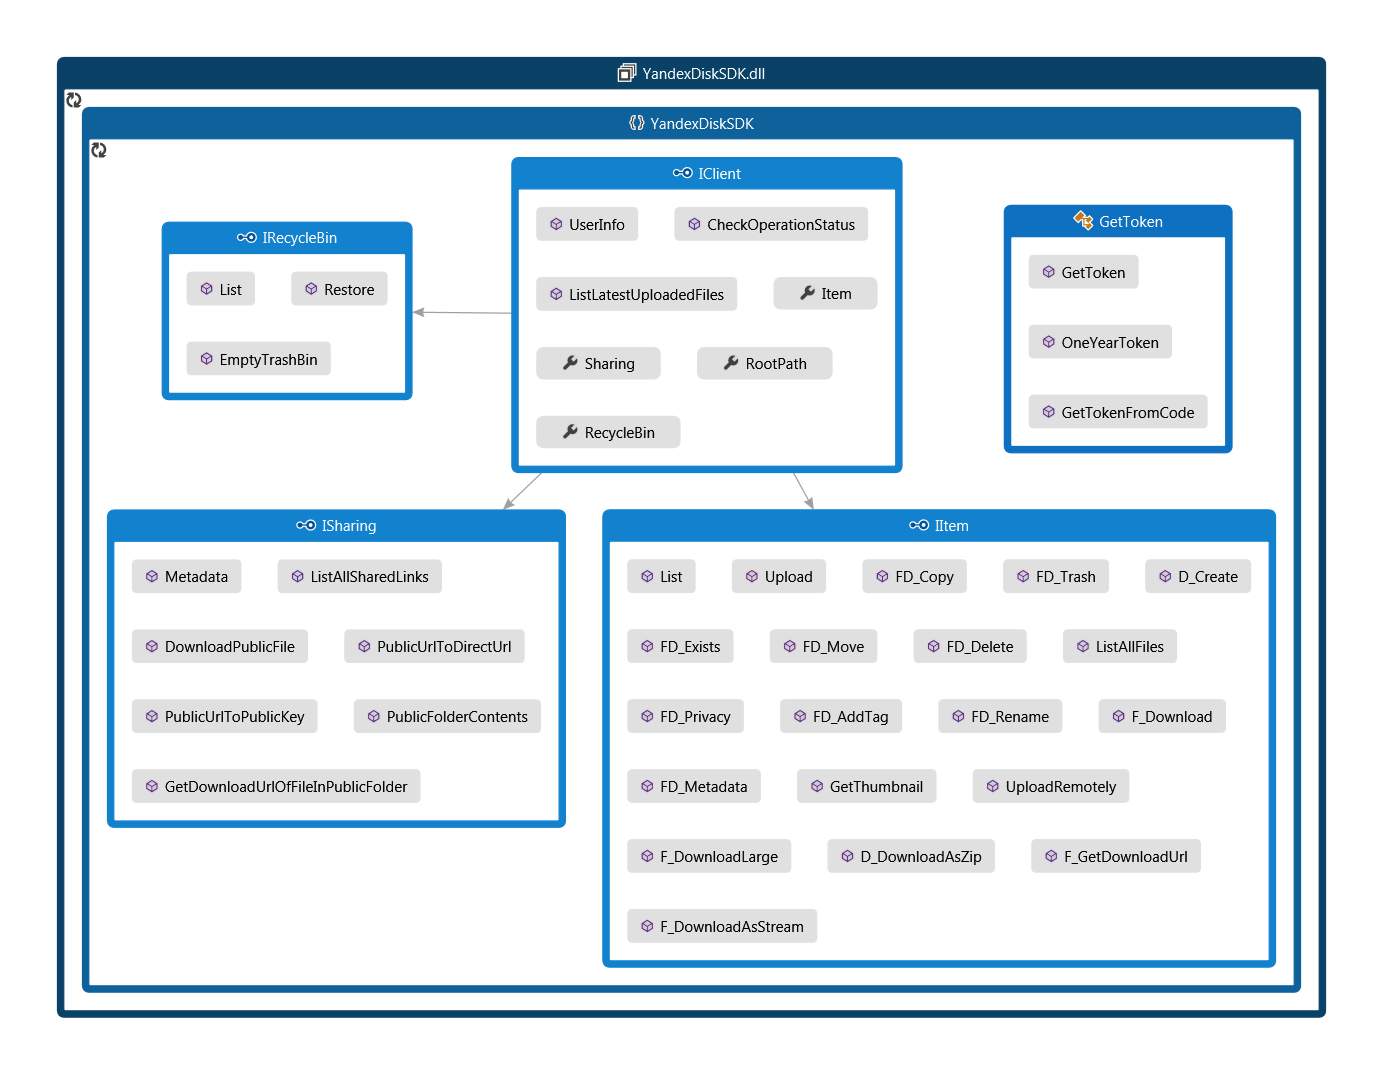 YandexDiskSDK.dll
YandexDiskSDK
IClient
UserInfo
CheckOperationStatus
ListLatestUploadedFiles
Item
Sharing
RootPath
RecycleBin
IRecycleBin
List
Restore
EmptyTrashBin
GetToken
GetToken
OneYearToken
GetTokenFromCode
ISharing
Metadata
ListAllSharedLinks
DownloadPublicFile
PublicUrlToDirectUrl
PublicUrlToPublicKey
PublicFolderContents
GetDownloadUrlOfFileInPublicFolder
IItem
List
Upload
FD_Copy
FD_Trash
D_Create
FD_Exists
FD_Move
FD_Delete
ListAllFiles
FD_Privacy
FD_AddTag
FD_Rename
F_Download
FD_Metadata
GetThumbnail
UploadRemotely
F_DownloadLarge
D_DownloadAsZip
F_GetDownloadUrl
F_DownloadAsStream